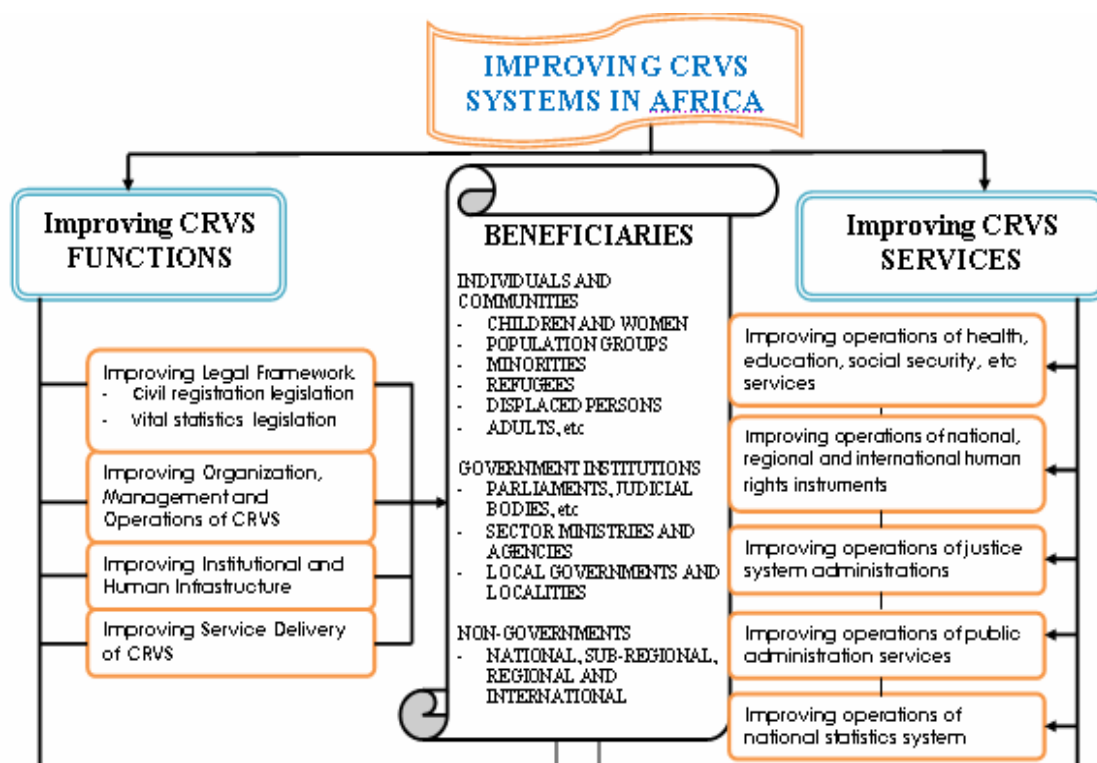 IMPROVING CRVS
SYSTEMS IN AFRICA
Improving CRVS
FUNCTIONS
Improving Legal Framework
- Civil registration legislation
- Vital statistics legislation
Improving Organization,
Management and
Operations of CRVS
Improving Institutional and
Human Infrastructure
Improving Service Delivery
of CRVS
BENEFICIARIES
INDIVIDUALS AND
COMMUNITIES
- CHILDREN AND WOMEN
- POPULATION GROUPS
- MINORITIES
- REFUGEES
- DISPLACED PERSONS
- ADULTS, etc
GOVERNMENT INSTITUTIONS
- PARLIAMENTS, JUDICIAL
BODIES, etc
- SECTOR MINISTRIES AND
AGENCIES
- LOCAL GOVERNMENTS AND
LOCALITIES
NON-GOVERNMENTS
- NATIONAL, SUB-REGIONAL,
REGIONAL AND
INTERNATIONAL
Improving CRVS
SERVICES
Improving operations of health,
education, social security, etc
services
Improving operations of national,
regional and international human
rights instruments
Improving operations of justice
system administrations
Improving operations of public
administration services
Improving operations of
national statistics system